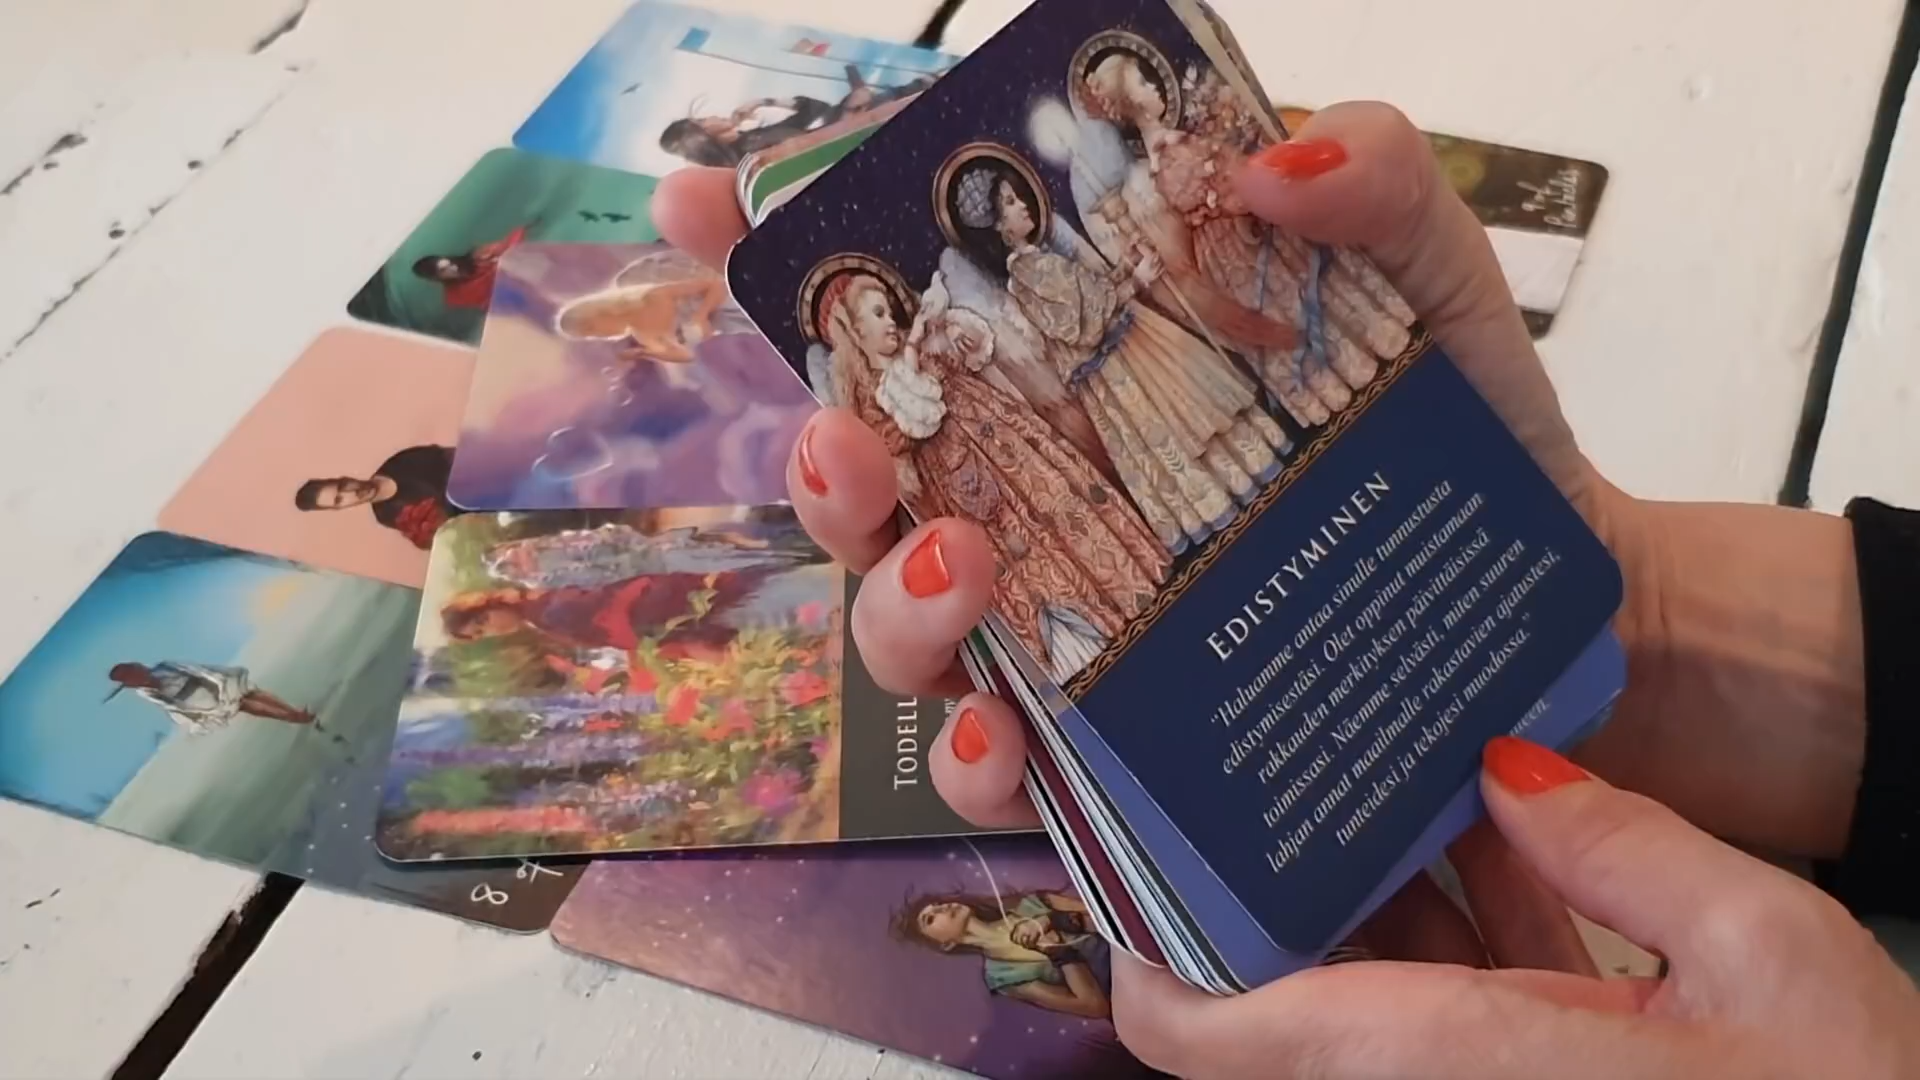 EDISTYMINEN
"Haluamme antaa sinulle tunnustusta
edistymisestäsi. Olet oppinut muistamaan
rakkauden merkityksen päivittäisissä
toimissasi. Näemme selvästi, miten suuren
lahjan annat maailmalle rakastavien ajatustesi,
tunteidesi ja tekojesi muodossa."
TODELL
8